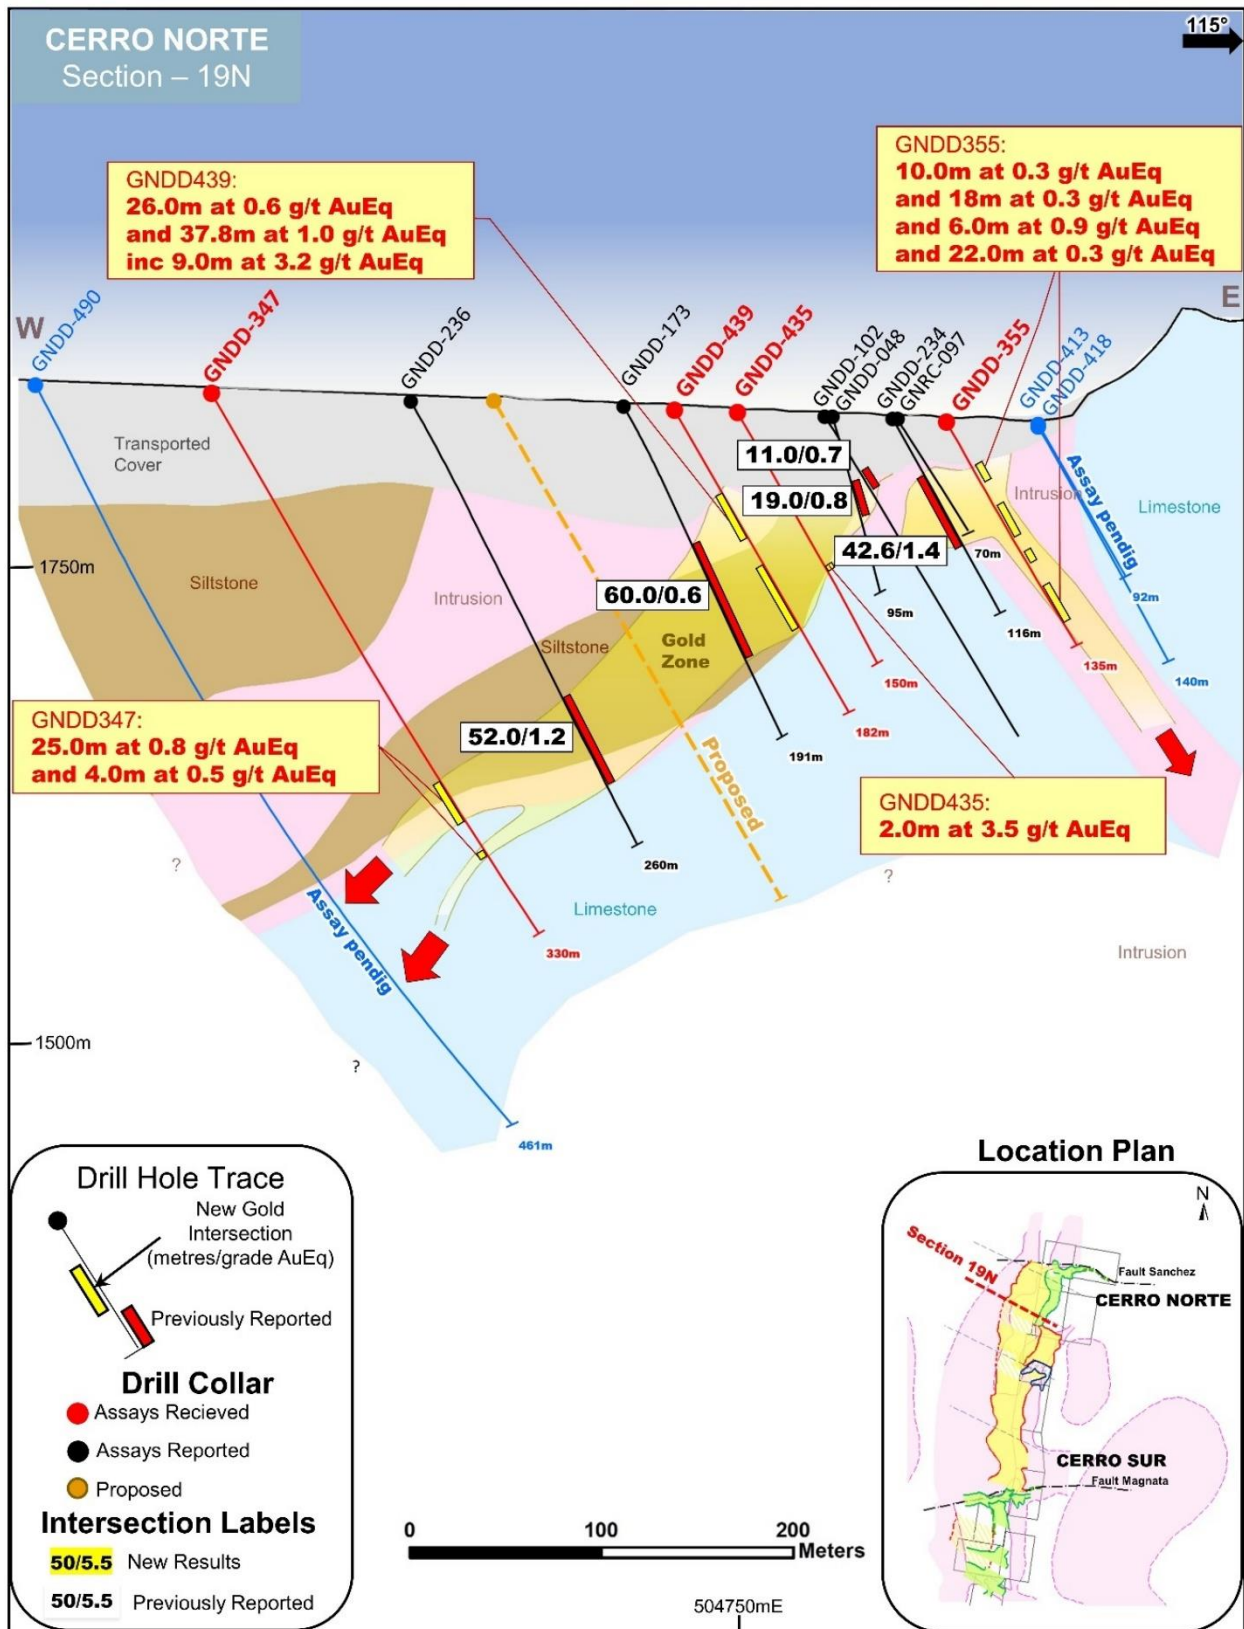 CERRO NORTE
Section – 19N
115°
GNDD439:
26.0m at 0.6 g/t AuEq
and 37.8m at 1.0 g/t AuEq
inc 9.0m at 3.2 g/t AuEq
GNDD355:
10.0m at 0.3 g/t AuEq
and 18m at 0.3 g/t AuEq
and 6.0m at 0.9 g/t AuEq
and 22.0m at 0.3 g/t AuEq
W
E
GNDD-490
GNDD-347
GNDD-236
GNDD-173
GNDD-439
GNDD-435
GNDD-102
GNDD-048
GNDD-234
GNRC-097
GNDD-355
GNDD-413
GNDD-418
Transported
Cover
11.0/0.7
19.0/0.8
42.6/1.4
60.0/0.6
52.0/1.2
Intrusion
Assay pendig
Limestone
1750m
Siltstone
Intrusion
Siltstone
Gold
Zone
70m
92m
95m
116m
135m
140m
150m
182m
191m
Proposed
GNDD347:
25.0m at 0.8 g/t AuEq
and 4.0m at 0.5 g/t AuEq
GNDD435:
2.0m at 3.5 g/t AuEq
?
260m
?
Limestone
330m
Assay pendig
Intrusion
1500m
?
461m
Drill Hole Trace
New Gold
Intersection
(metres/grade AuEq)
Previously Reported
Drill Collar
Assays Recieved
Assays Reported
Proposed
Intersection Labels
50/5.5 New Results
50/5.5 Previously Reported
0 100 200
Meters
504750mE
Location Plan
N
Section 19N
Fault Sanchez
CERRO NORTE
CERRO SUR
Fault Magnata